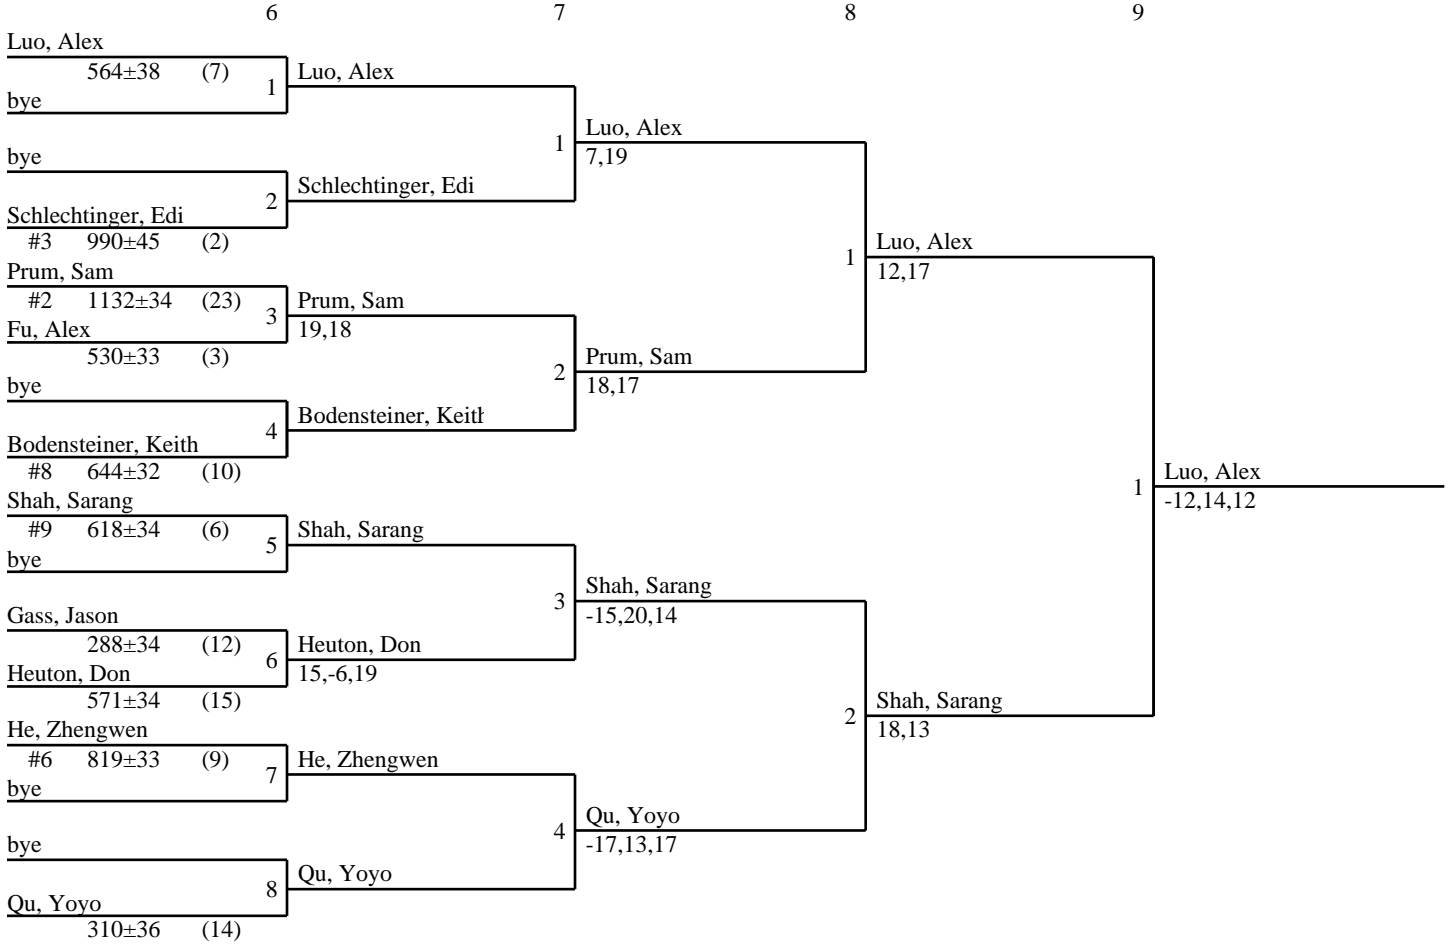 6 7 8 9
Luo, Alex
564±38 (7)
bye
1
Luo, Alex
bye
Schlechtinger, Edi
#3 990±45 (2)
2
Schlechtinger, Edi
Prum, Sam
#2 1132±34 (23)
Fu, Alex
530±33 (3)
3
Prum, Sam
19,18
bye
Bodensteiner, Keith
#8 644±32 (10)
4
Bodensteiner, Keith
Shah, Sarang
#9 618±34 (6)
bye
5
Shah, Sarang
Gass, Jason
288±34 (12)
Heuton, Don
571±34 (15)
6
Heuton, Don
15,-6,19
He, Zhengwen
#6 819±33 (9)
bye
7
He, Zhengwen
bye
Qu, Yoyo
310±36 (14)
8
Qu, Yoyo
1
Luo, Alex
7,19
2
Prum, Sam
18,17
3
Shah, Sarang
-15,20,14
4
Qu, Yoyo
-17,13,17
1
Luo, Alex
12,17
2
Shah, Sarang
18,13
1
Luo, Alex
-12,14,12